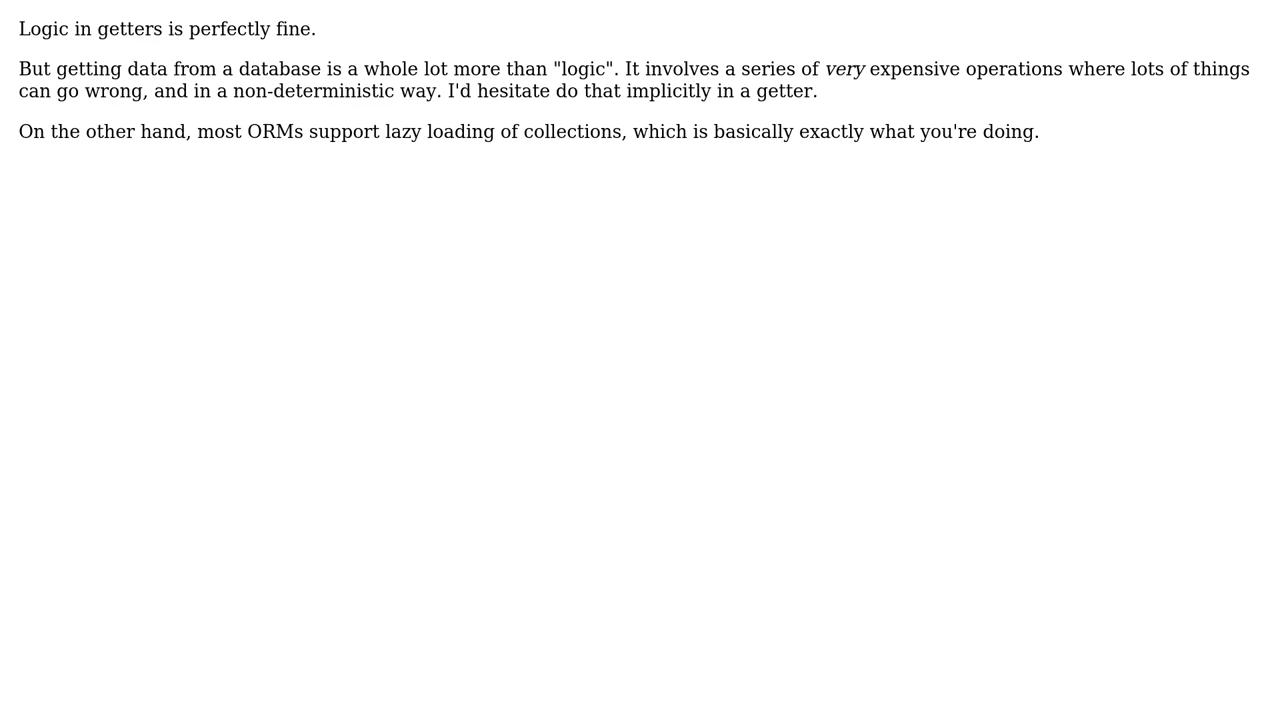 Logic in getters is perfectly fine.
But getting data from a database is a whole lot more than "logic". It involves a series of very expensive operations where lots of things
can go wrong, and in a non-deterministic way. I'd hesitate do that implicitly in a getter.
On the other hand, most ORMs support lazy loading of collections, which is basically exactly what you're doing.